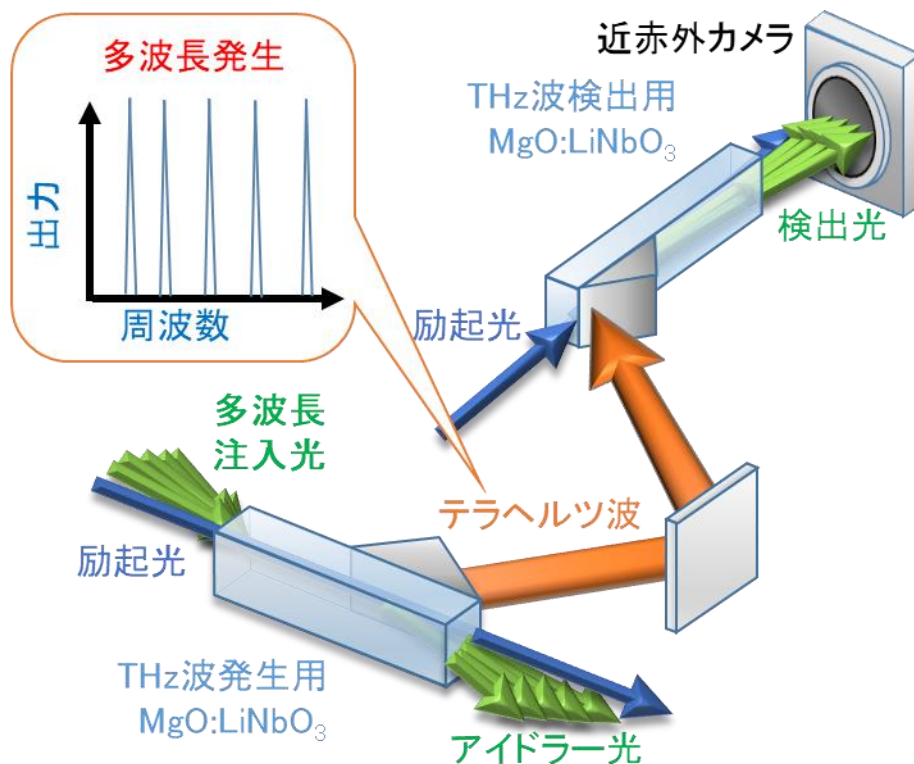 多波長発生
出力
周波数
近赤外カメラ
THz波検出用
MgO:LiNbO₃
検出光
励起光
多波長
注入光
テラヘルツ波
励起光
THz波発生用
MgO:LiNbO₃
アイドラー光